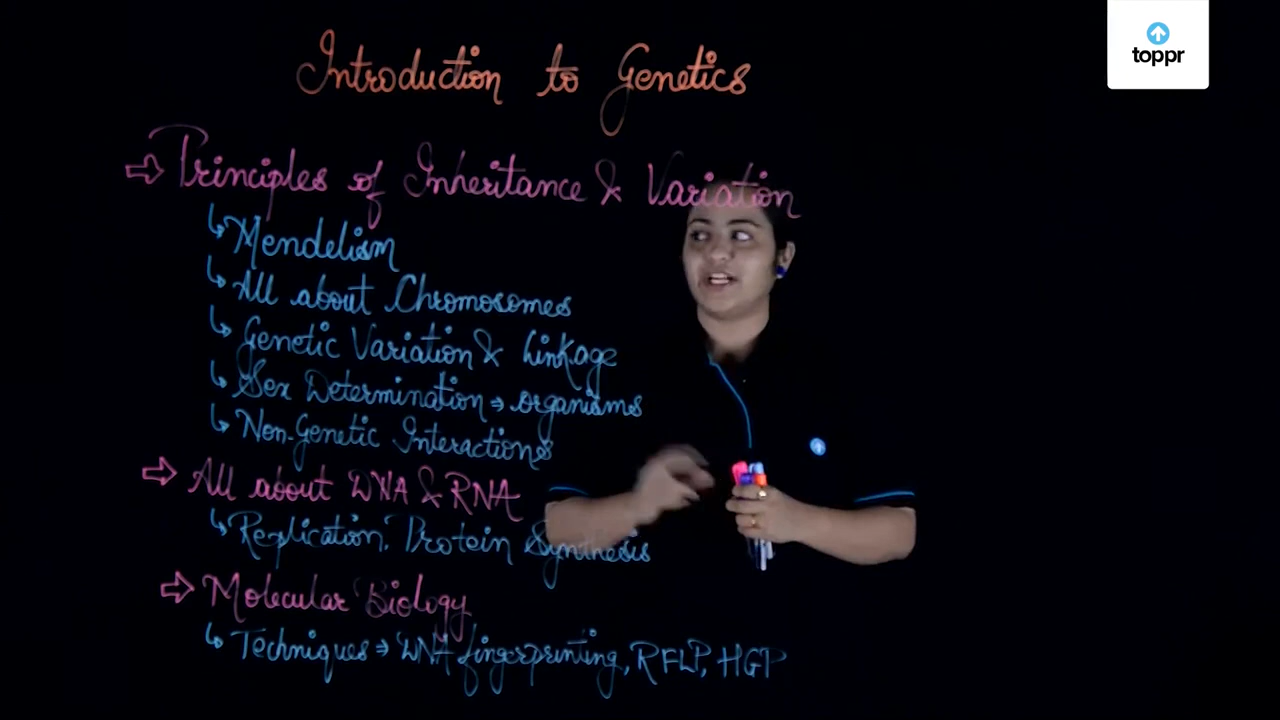 toppr
Introduction to Genetics
⇨ Principles of Inheritance & Variation
↳ Mendelism
↳ All about Chromosomes
↳ Genetic Variation & Linkage
↳ Sex Determination ⇒ organisms
↳ Non-Genetic Interactions
⇨ All about DNA & RNA
↳ Replication, Protein Synthesis
⇨ Molecular Biology
↳ Techniques ⇒ DNA fingerprinting, RFLP, HGP